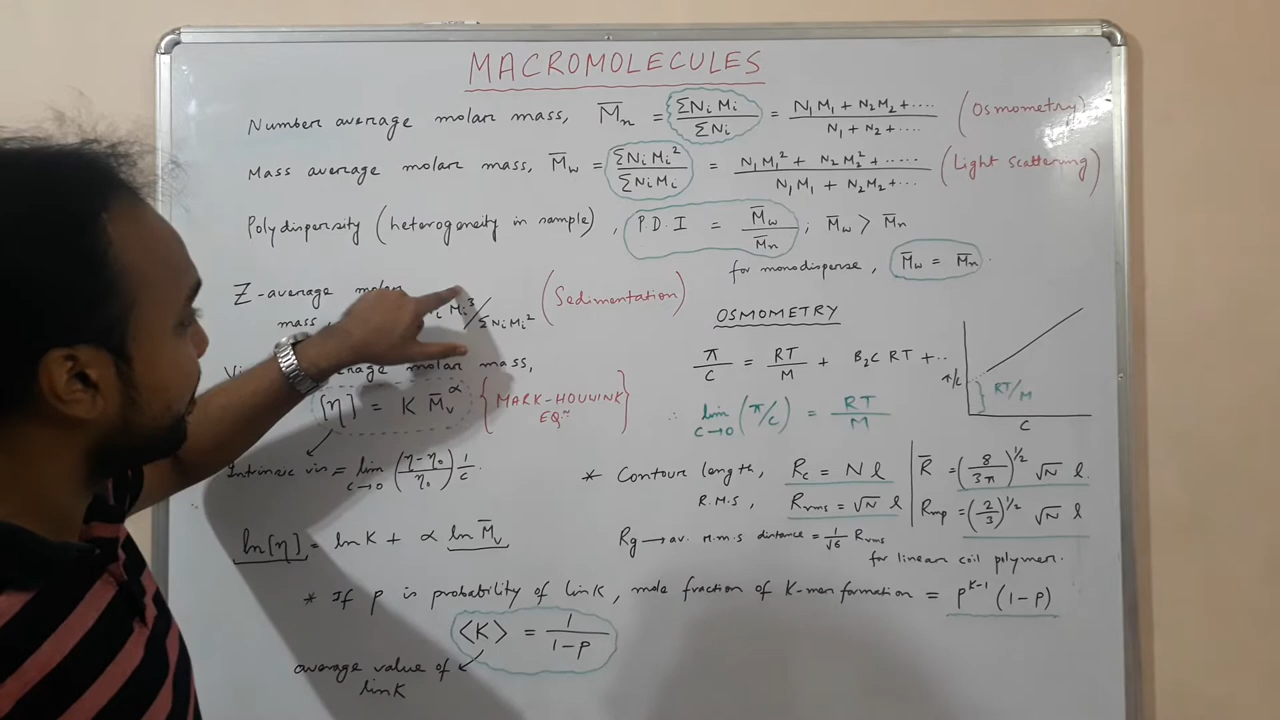 MACROMOLECULES
Number average molar mass, M̅n = ΣNiMi / ΣNi = N1M1 + N2M2 + .... / N1 + N2 + .... (Osmometry)
Mass average molar mass, M̅w = ΣNiMi² / ΣNiMi = N1M1² + N2M2² + ..... / N1M1 + N2M2 + ... (Light scattering)
Polydispersity (heterogeneity in sample), P.D.I = M̅w / M̅n ; M̅w > M̅n
for monodisperse, M̅w = M̅n.
Z-average molar
mass, Mi³/ΣNiMi² (Sedimentation)
average molar mass,
[η] = K M̅v^α {MARK-HOUWINK EQⁿ}
Intrinsic vis = lim c→0 (η-η0 / η0) 1/c.
ln[η] = ln K + α ln M̅v
OSMOMETRY
π/C = RT/M + B2C RT + ..
∴ lim C→0 (π/c) = RT/M
π/c
RT/M
C
* Contour length, Rc = N l
R.M.S, Rrms = √N l
R̅ = (8/3π)^1/2 √N l
Rmp = (2/3)^1/2 √N l
Rg → av. r.m.s distance = 1/√6 Rrms
for linear coil polymer.
* If p is probability of link, mole fraction of K-mer formation = p^K-1 (1-p)
⟨K⟩ = 1 / 1-p
average value of
link